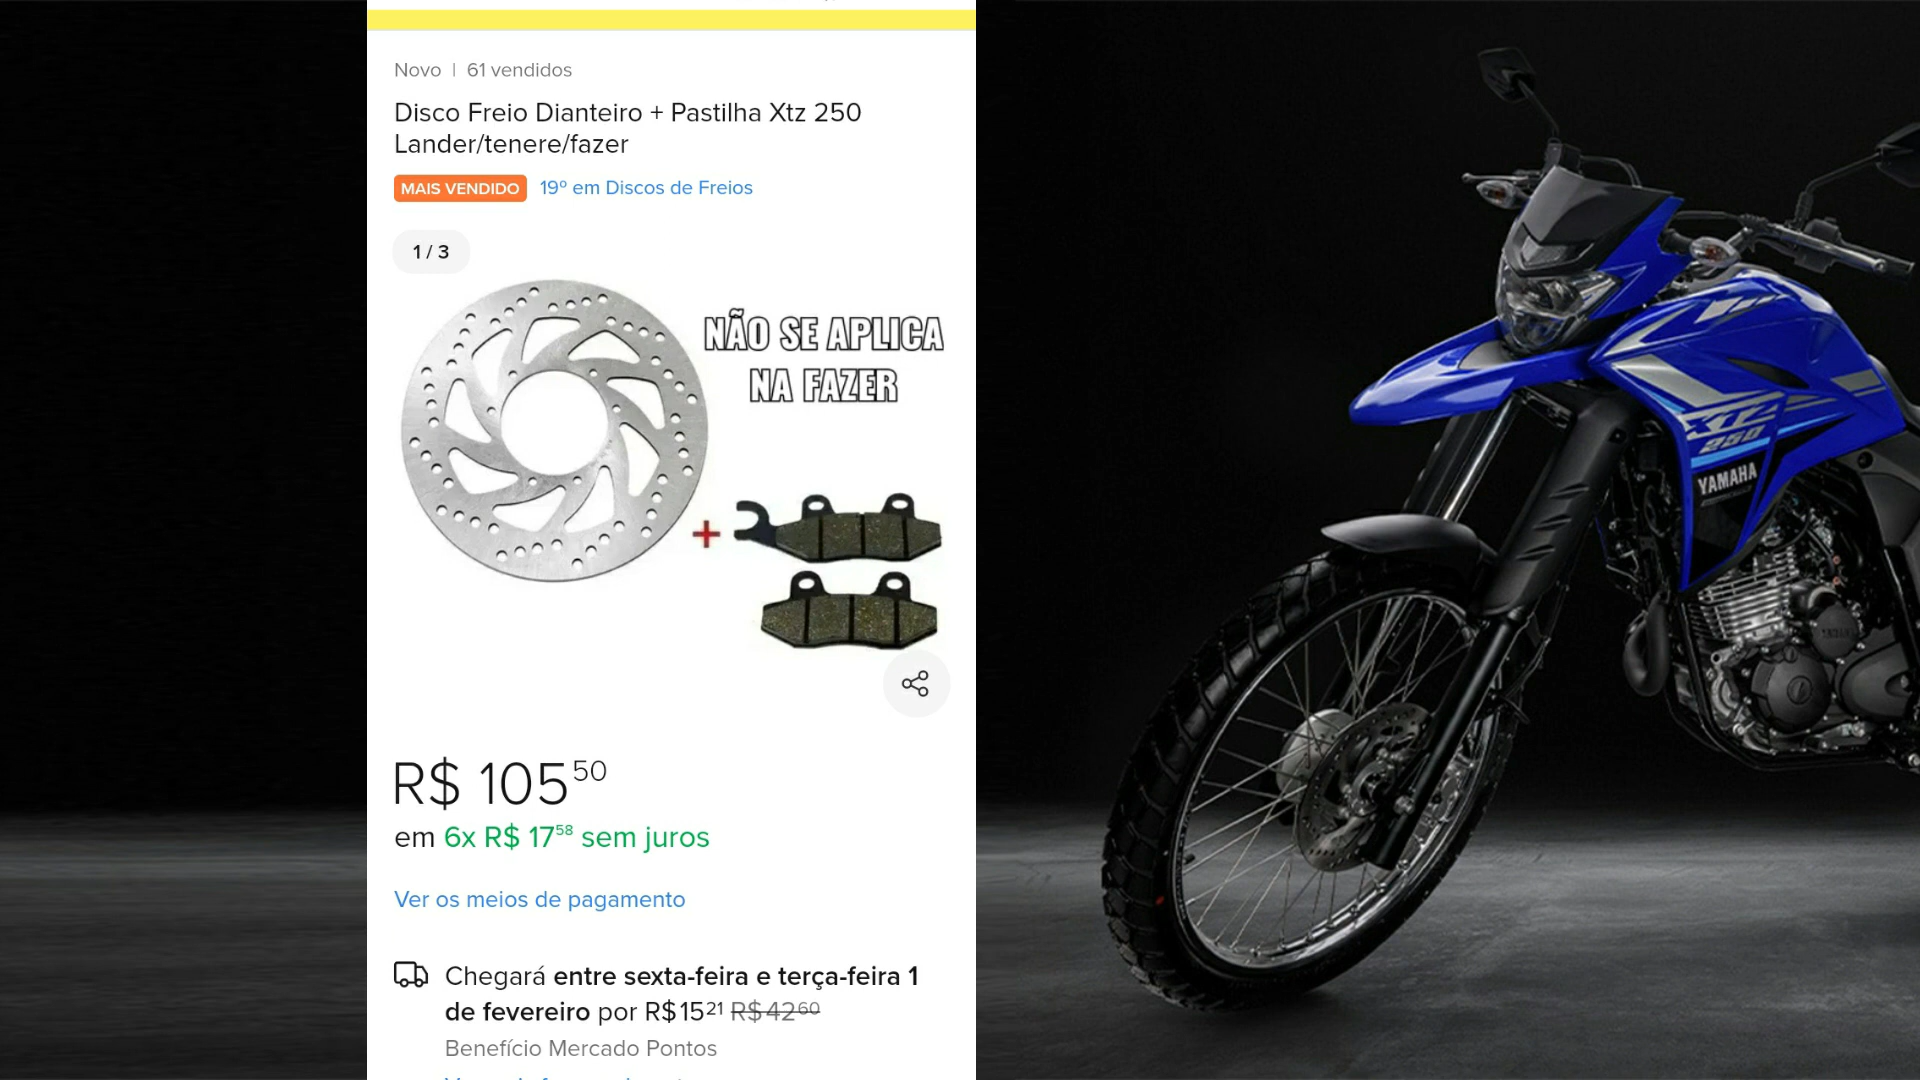 Novo | 61 vendidos
Disco Freio Dianteiro + Pastilha Xtz 250
Lander/tenere/fazer
MAIS VENDIDO 19º em Discos de Freios
1 / 3
NÃO SE APLICA
NA FAZER
R$ 105 50
em 6x R$ 17 58 sem juros
Ver os meios de pagamento
Chegará entre sexta-feira e terça-feira 1
de fevereiro por R$ 15 21 R$ 42 60
Benefício Mercado Pontos
XTZ
250
YAMAHA